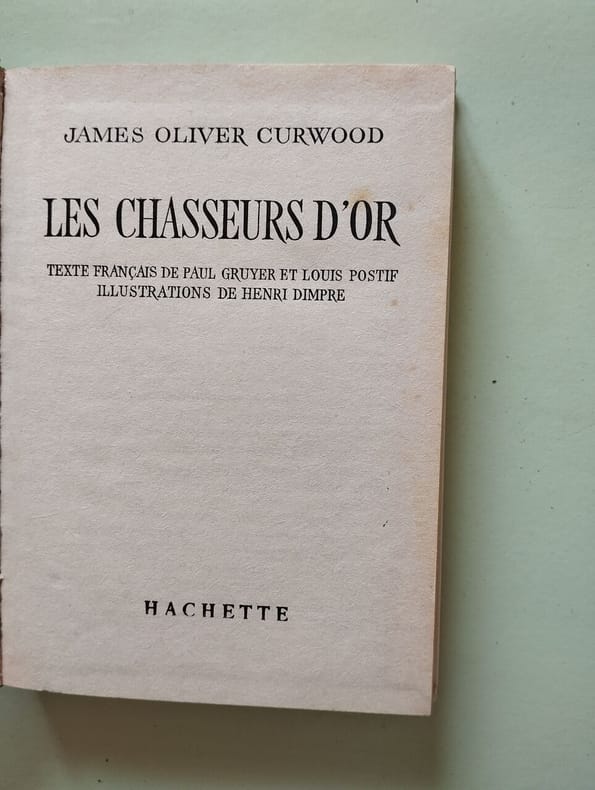 JAMES OLIVER CURWOOD
LES CHASSEURS D'OR
TEXTE FRANÇAIS DE PAUL GRUYER ET LOUIS POSTIF
ILLUSTRATIONS DE HENRI DIMPRE
HACHETTE